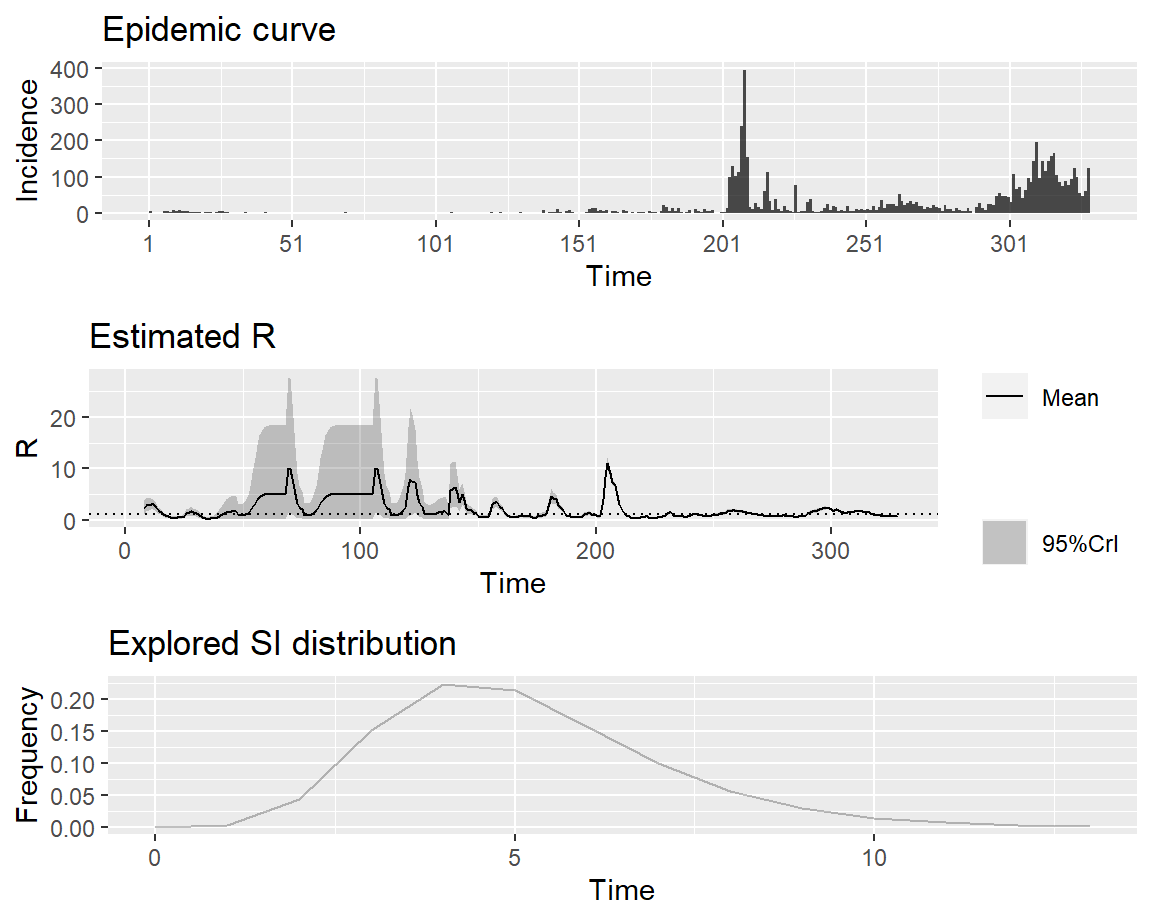 Epidemic curve
400
300
200
100
0
Incidence
1 51 101 151 201 251 301
Time
Estimated R
20
10
0
R
0 100 200 300
Time
Mean
95%CrI
Explored SI distribution
0.20
0.15
0.10
0.05
0.00
Frequency
0 5 10
Time